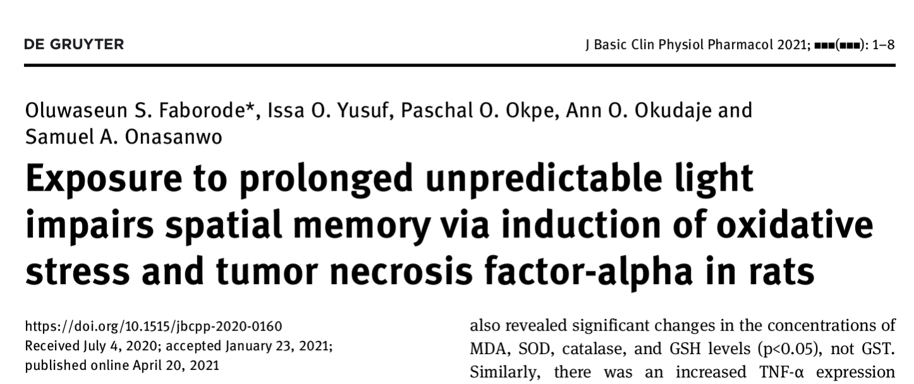 DE GRUYTER
J Basic Clin Physiol Pharmacol 2021; ■■■(■■■): 1–8
Oluwaseun S. Faborode*, Issa O. Yusuf, Paschal O. Okpe, Ann O. Okudaje and
Samuel A. Onasanwo
Exposure to prolonged unpredictable light
impairs spatial memory via induction of oxidative
stress and tumor necrosis factor-alpha in rats
https://doi.org/10.1515/jbcpp-2020-0160
Received July 4, 2020; accepted January 23, 2021;
published online April 20, 2021
also revealed significant changes in the concentrations of
MDA, SOD, catalase, and GSH levels (p<0.05), not GST.
Similarly, there was an increased TNF-α expression